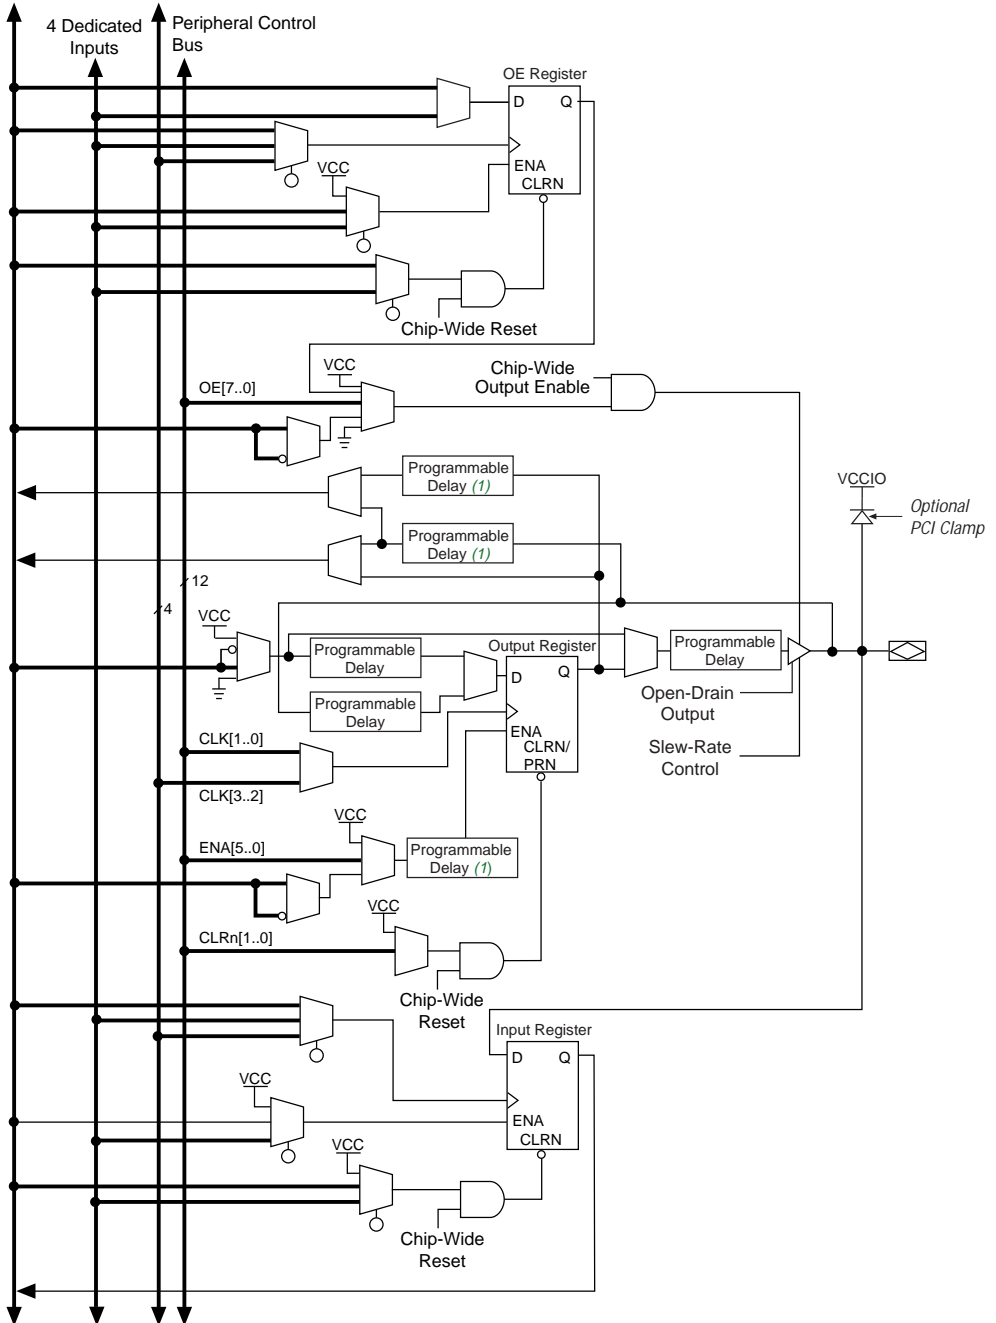 4 Dedicated
Inputs
Peripheral Control
Bus
OE Register
D Q
ENA
CLRN
VCC
Chip-Wide Reset
VCC
OE[7..0]
Chip-Wide
Output Enable
Programmable
Delay (1)
Programmable
Delay (1)
VCCIO
Optional
PCI Clamp
12
4
VCC
Programmable
Delay
Programmable
Delay
Output Register
D Q
ENA
CLRN/
PRN
Programmable
Delay
Open-Drain
Output
Slew-Rate
Control
CLK[1..0]
CLK[3..2]
VCC
ENA[5..0]
Programmable
Delay (1)
VCC
CLRn[1..0]
Chip-Wide
Reset
Input Register
D Q
ENA
CLRN
VCC
VCC
Chip-Wide
Reset